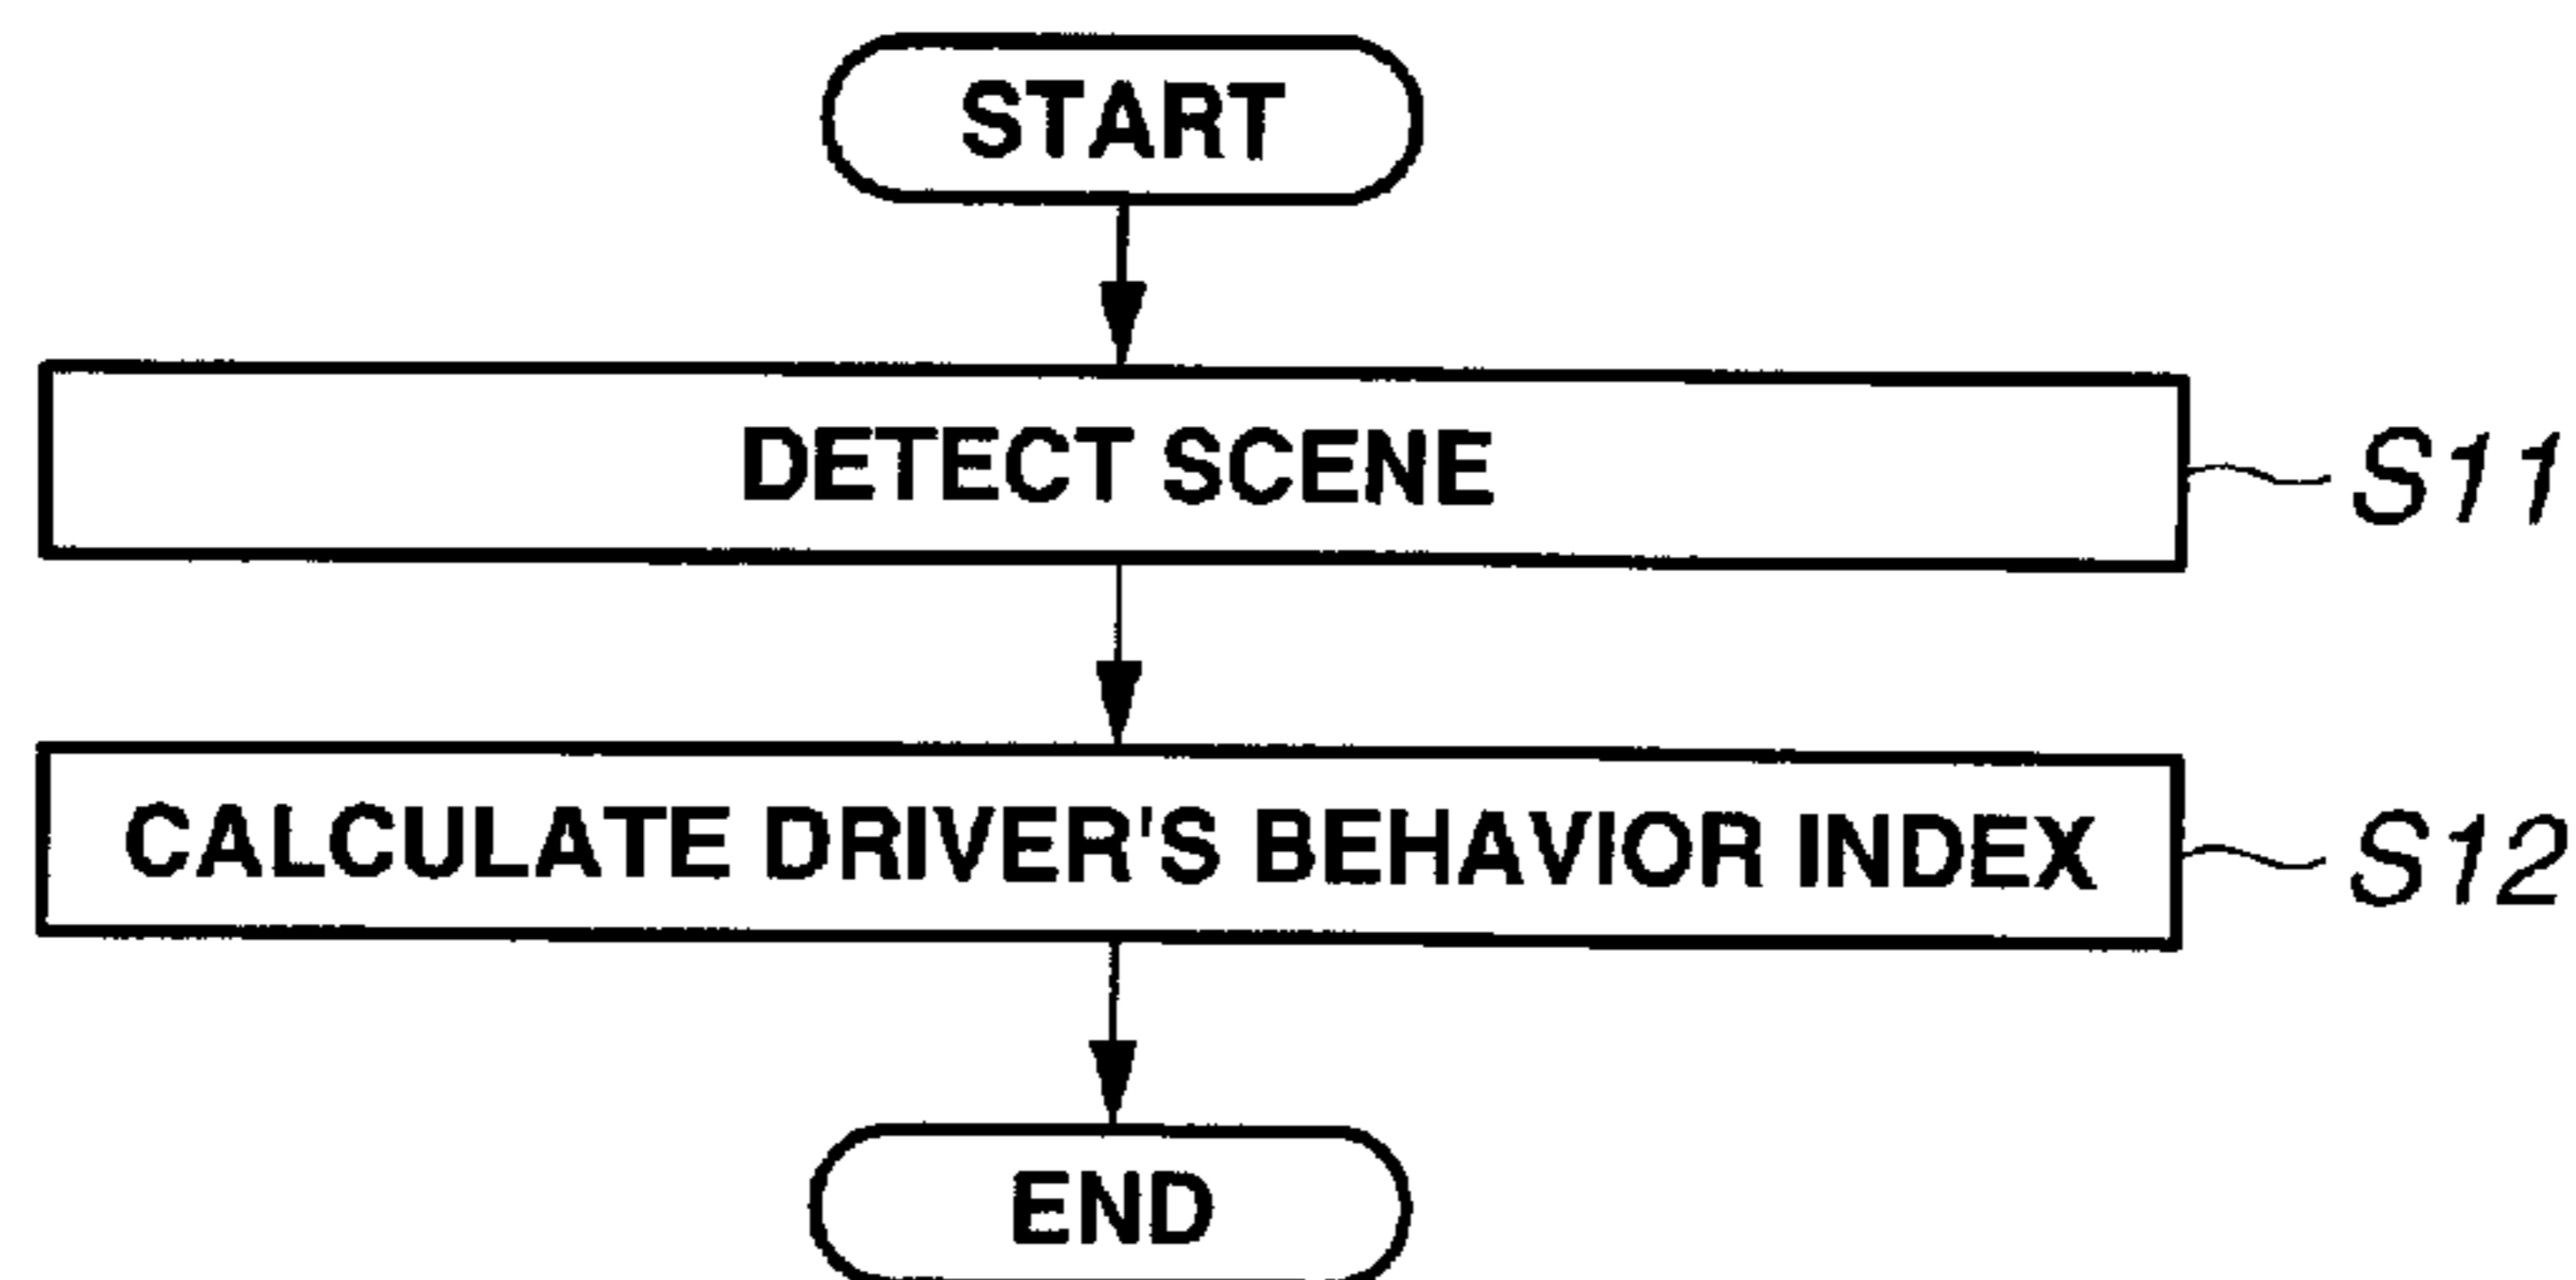 START
DETECT SCENE
S11
CALCULATE DRIVER'S BEHAVIOR INDEX
S12
END